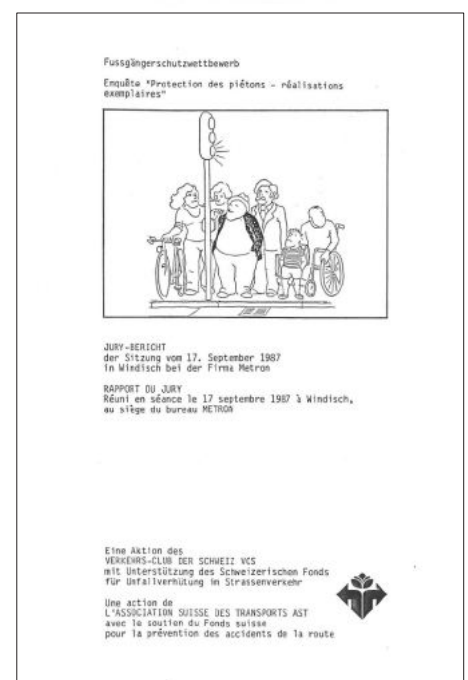 Fussgängerschutzwettbewerb
Enquête "Protection des piétons - réalisations
exemplaires"
JURY-BERICHT
der Sitzung vom 17. September 1987
in Windisch bei der Firma Metron
RAPPORT DU JURY
Réuni en séance le 17 septembre 1987 à Windisch,
au siège du bureau METRON
Eine Aktion des
VERKEHRS-CLUB DER SCHWEIZ VCS
mit Unterstützung des Schweizerischen Fonds
für Unfallverhütung im Strassenverkehr
Une action de
L'ASSOCIATION SUISSE DES TRANSPORTS AST
avec le soutien du Fonds suisse
pour la prévention des accidents de la route